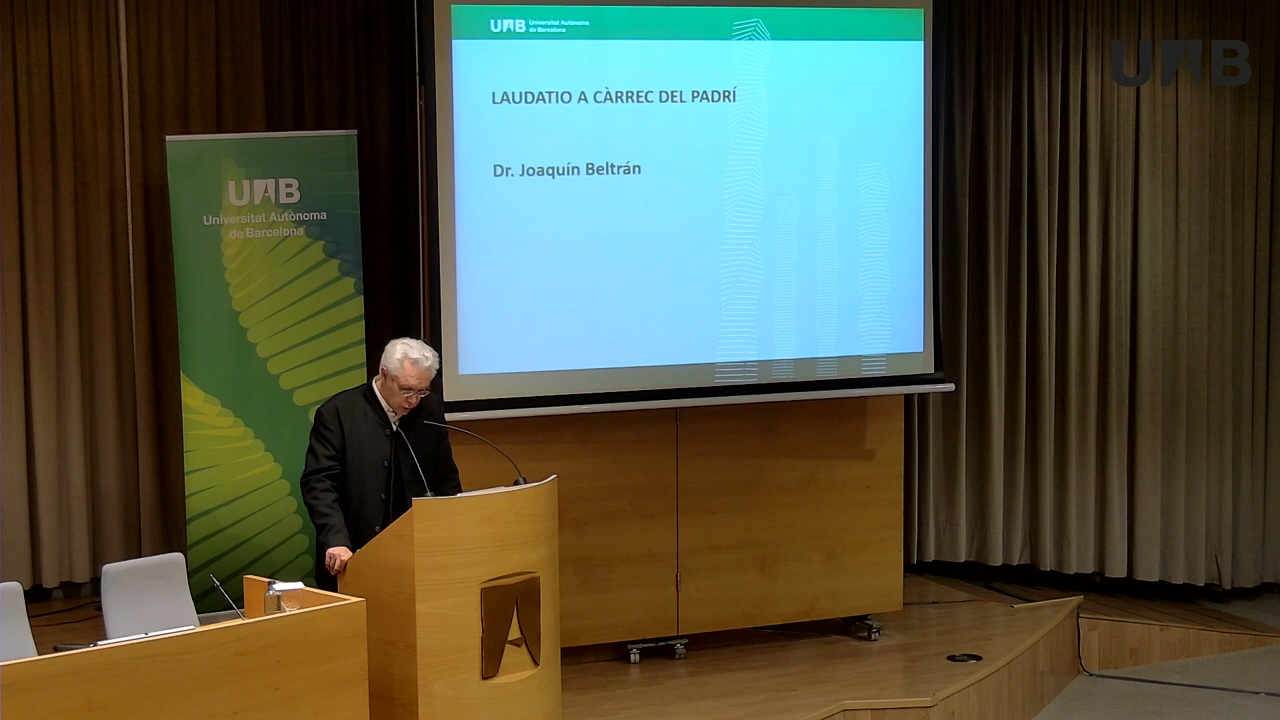 UAB Universitat Autònoma
de Barcelona
LAUDATIO A CÀRREC DEL PADRÍ
Dr. Joaquín Beltrán
UAB
Universitat Autònoma
de Barcelona
UAB